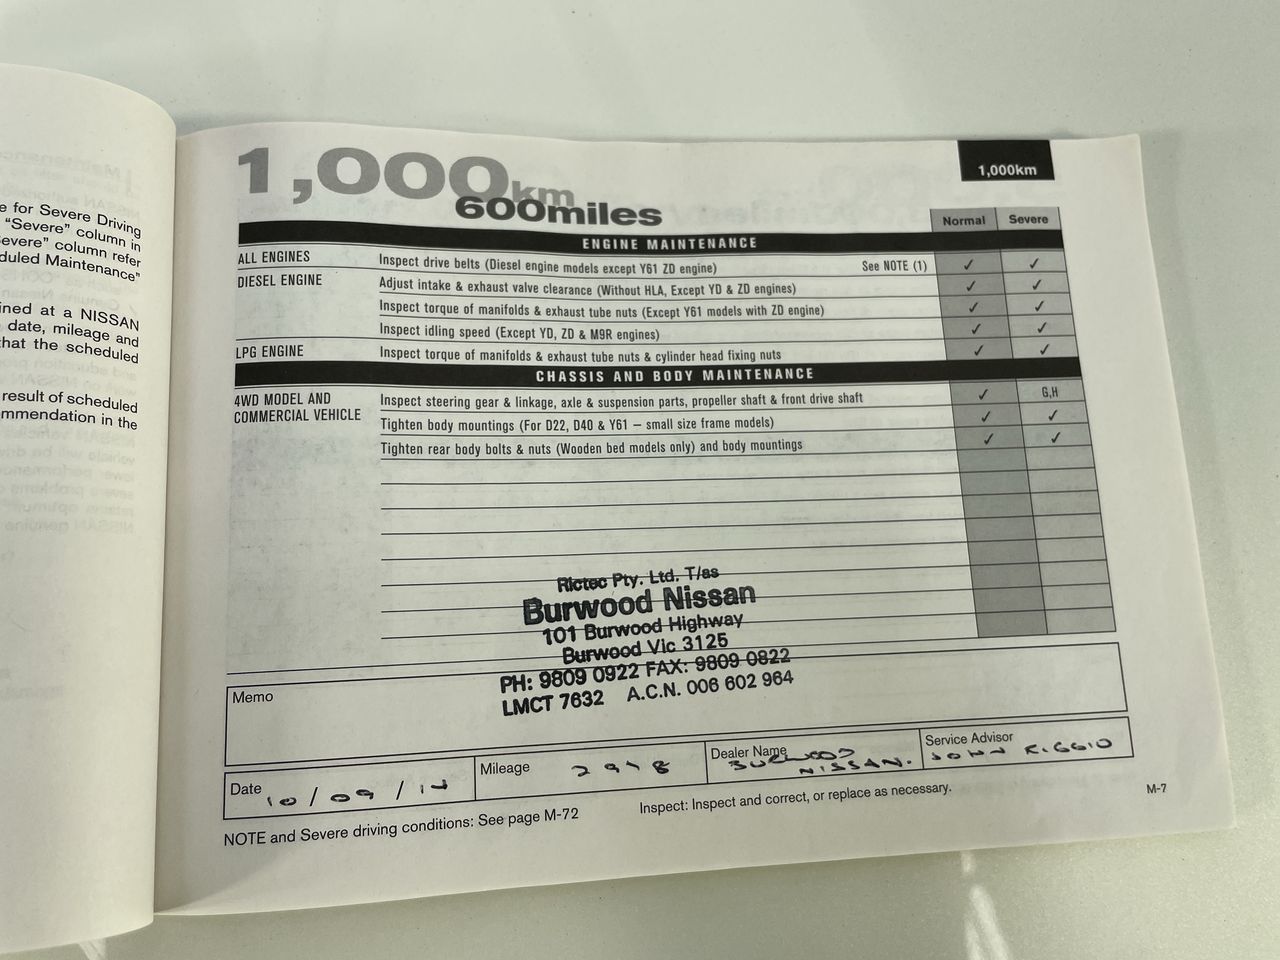 e for Severe Driving
"Severe" column in
evere" column refer
duled Maintenance"
ined at a NISSAN
date, mileage and
hat the scheduled
result of scheduled
mmendation in the
1,000km
600miles
1,000km
Normal Severe
ENGINE MAINTENANCE
ALL ENGINES Inspect drive belts (Diesel engine models except Y61 ZD engine) See NOTE (1) ✓ ✓
DIESEL ENGINE Adjust intake & exhaust valve clearance (Without HLA, Except YD & ZD engines) ✓ ✓
Inspect torque of manifolds & exhaust tube nuts (Except Y61 models with ZD engine) ✓ ✓
Inspect idling speed (Except YD, ZD & M9R engines) ✓ ✓
LPG ENGINE Inspect torque of manifolds & exhaust tube nuts & cylinder head fixing nuts ✓ ✓
CHASSIS AND BODY MAINTENANCE
4WD MODEL AND
COMMERCIAL VEHICLE
Inspect steering gear & linkage, axle & suspension parts, propeller shaft & front drive shaft ✓ G,H
Tighten body mountings (For D22, D40 & Y61 – small size frame models) ✓ ✓
Tighten rear body bolts & nuts (Wooden bed models only) and body mountings ✓ ✓
Rictec Pty. Ltd. T/as
Burwood Nissan
101 Burwood Highway
Burwood Vic 3125
PH: 9809 0922 FAX: 9809 0822
LMCT 7632 A.C.N. 006 602 964
Memo
Date 10/09/14
Mileage 2948
Dealer Name BURWOOD
NISSAN.
Service Advisor
JOHN RIGGIO
NOTE and Severe driving conditions: See page M-72
Inspect: Inspect and correct, or replace as necessary.
M-7